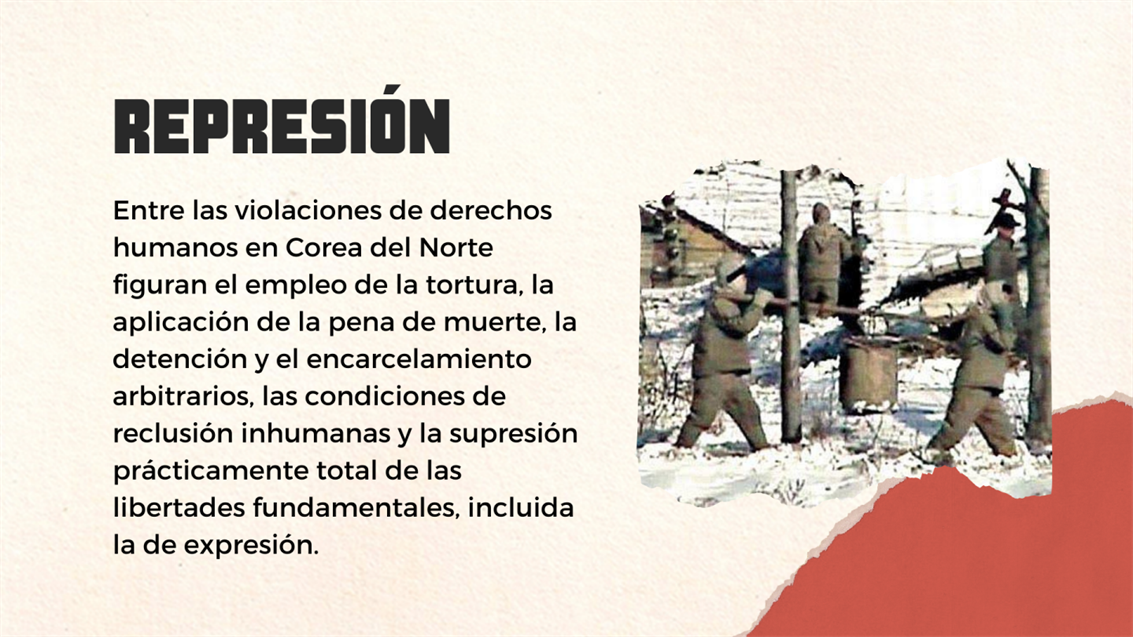 REPRESIÓN
Entre las violaciones de derechos
humanos en Corea del Norte
figuran el empleo de la tortura, la
aplicación de la pena de muerte, la
detención y el encarcelamiento
arbitrarios, las condiciones de
reclusión inhumanas y la supresión
prácticamente total de las
libertades fundamentales, incluida
la de expresión.